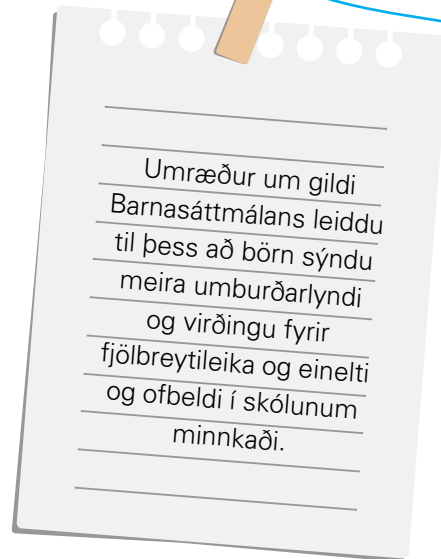 Umræður um gildi
Barnasáttmálans leiddu
til þess að börn sýndu
meira umburðarlyndi
og virðingu fyrir
fjölbreytileika og einelti
og ofbeldi í skólunum
minnkaði.